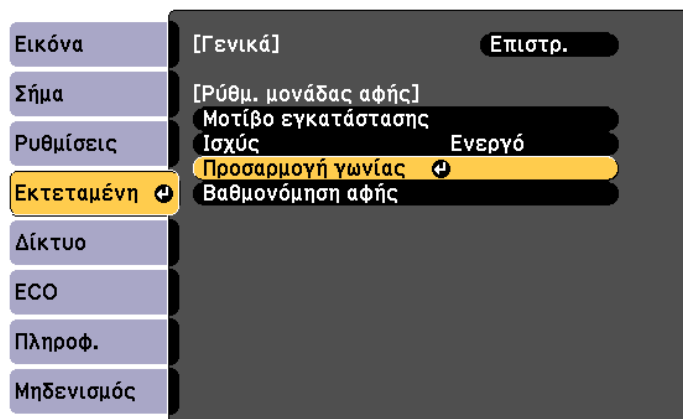 Εικόνα
Σήμα
Ρυθμίσεις
Εκτεταμένη
Δίκτυο
ECO
Πληροφ.
Μηδενισμός
[Γενικά] Επιστρ.
[Ρύθμ. μονάδας αφής]
Μοτίβο εγκατάστασης
Ισχύς Ενεργό
Προσαρμογή γωνίας
Βαθμονόμηση αφής